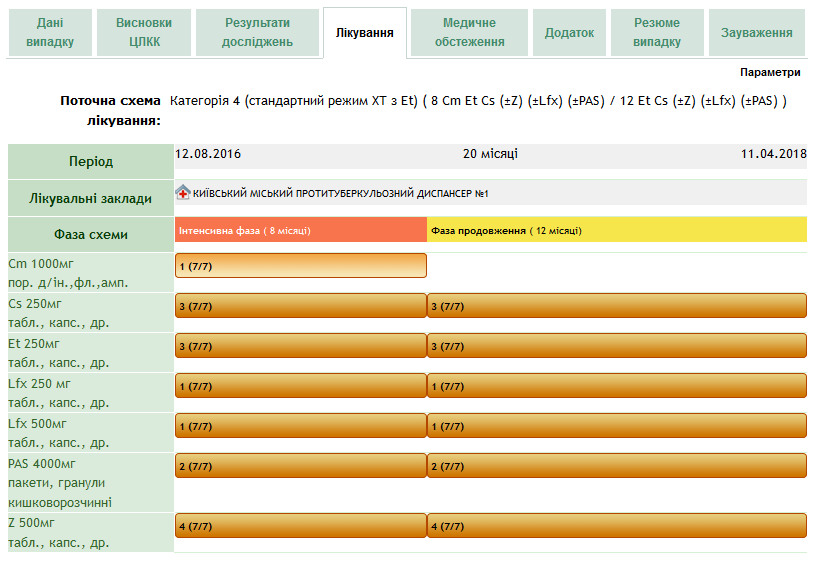 Дані випадку
Висновки ЦЛКК
Результати досліджень
Лікування
Медичне обстеження
Додаток
Резюме випадку
Зауваження
Параметри
Поточна схема лікування: Категорія 4 (стандартний режим ХТ з Et) ( 8 Cm Et Cs (±Z) (±Lfx) (±PAS) / 12 Et Cs (±Z) (±Lfx) (±PAS) )
Період 12.08.2016 20 місяці 11.04.2018
Лікувальні заклади КИЇВСЬКИЙ МІСЬКИЙ ПРОТИТУБЕРКУЛЬОЗНИЙ ДИСПАНСЕР №1
Фаза схеми Інтенсивна фаза ( 8 місяці) Фаза продовження ( 12 місяці)
Cm 1000мг
пор. д/ін.,фл.,амп.
1 (7/7)
Cs 250мг
табл., капс., др.
3 (7/7) 3 (7/7)
Et 250мг
табл., капс., др.
3 (7/7) 3 (7/7)
Lfx 250 мг
табл., капс., др.
1 (7/7) 1 (7/7)
Lfx 500мг
табл., капс., др.
1 (7/7) 1 (7/7)
PAS 4000мг
пакети, гранули
кишковорозчинні
2 (7/7) 2 (7/7)
Z 500мг
табл., капс., др.
4 (7/7) 4 (7/7)